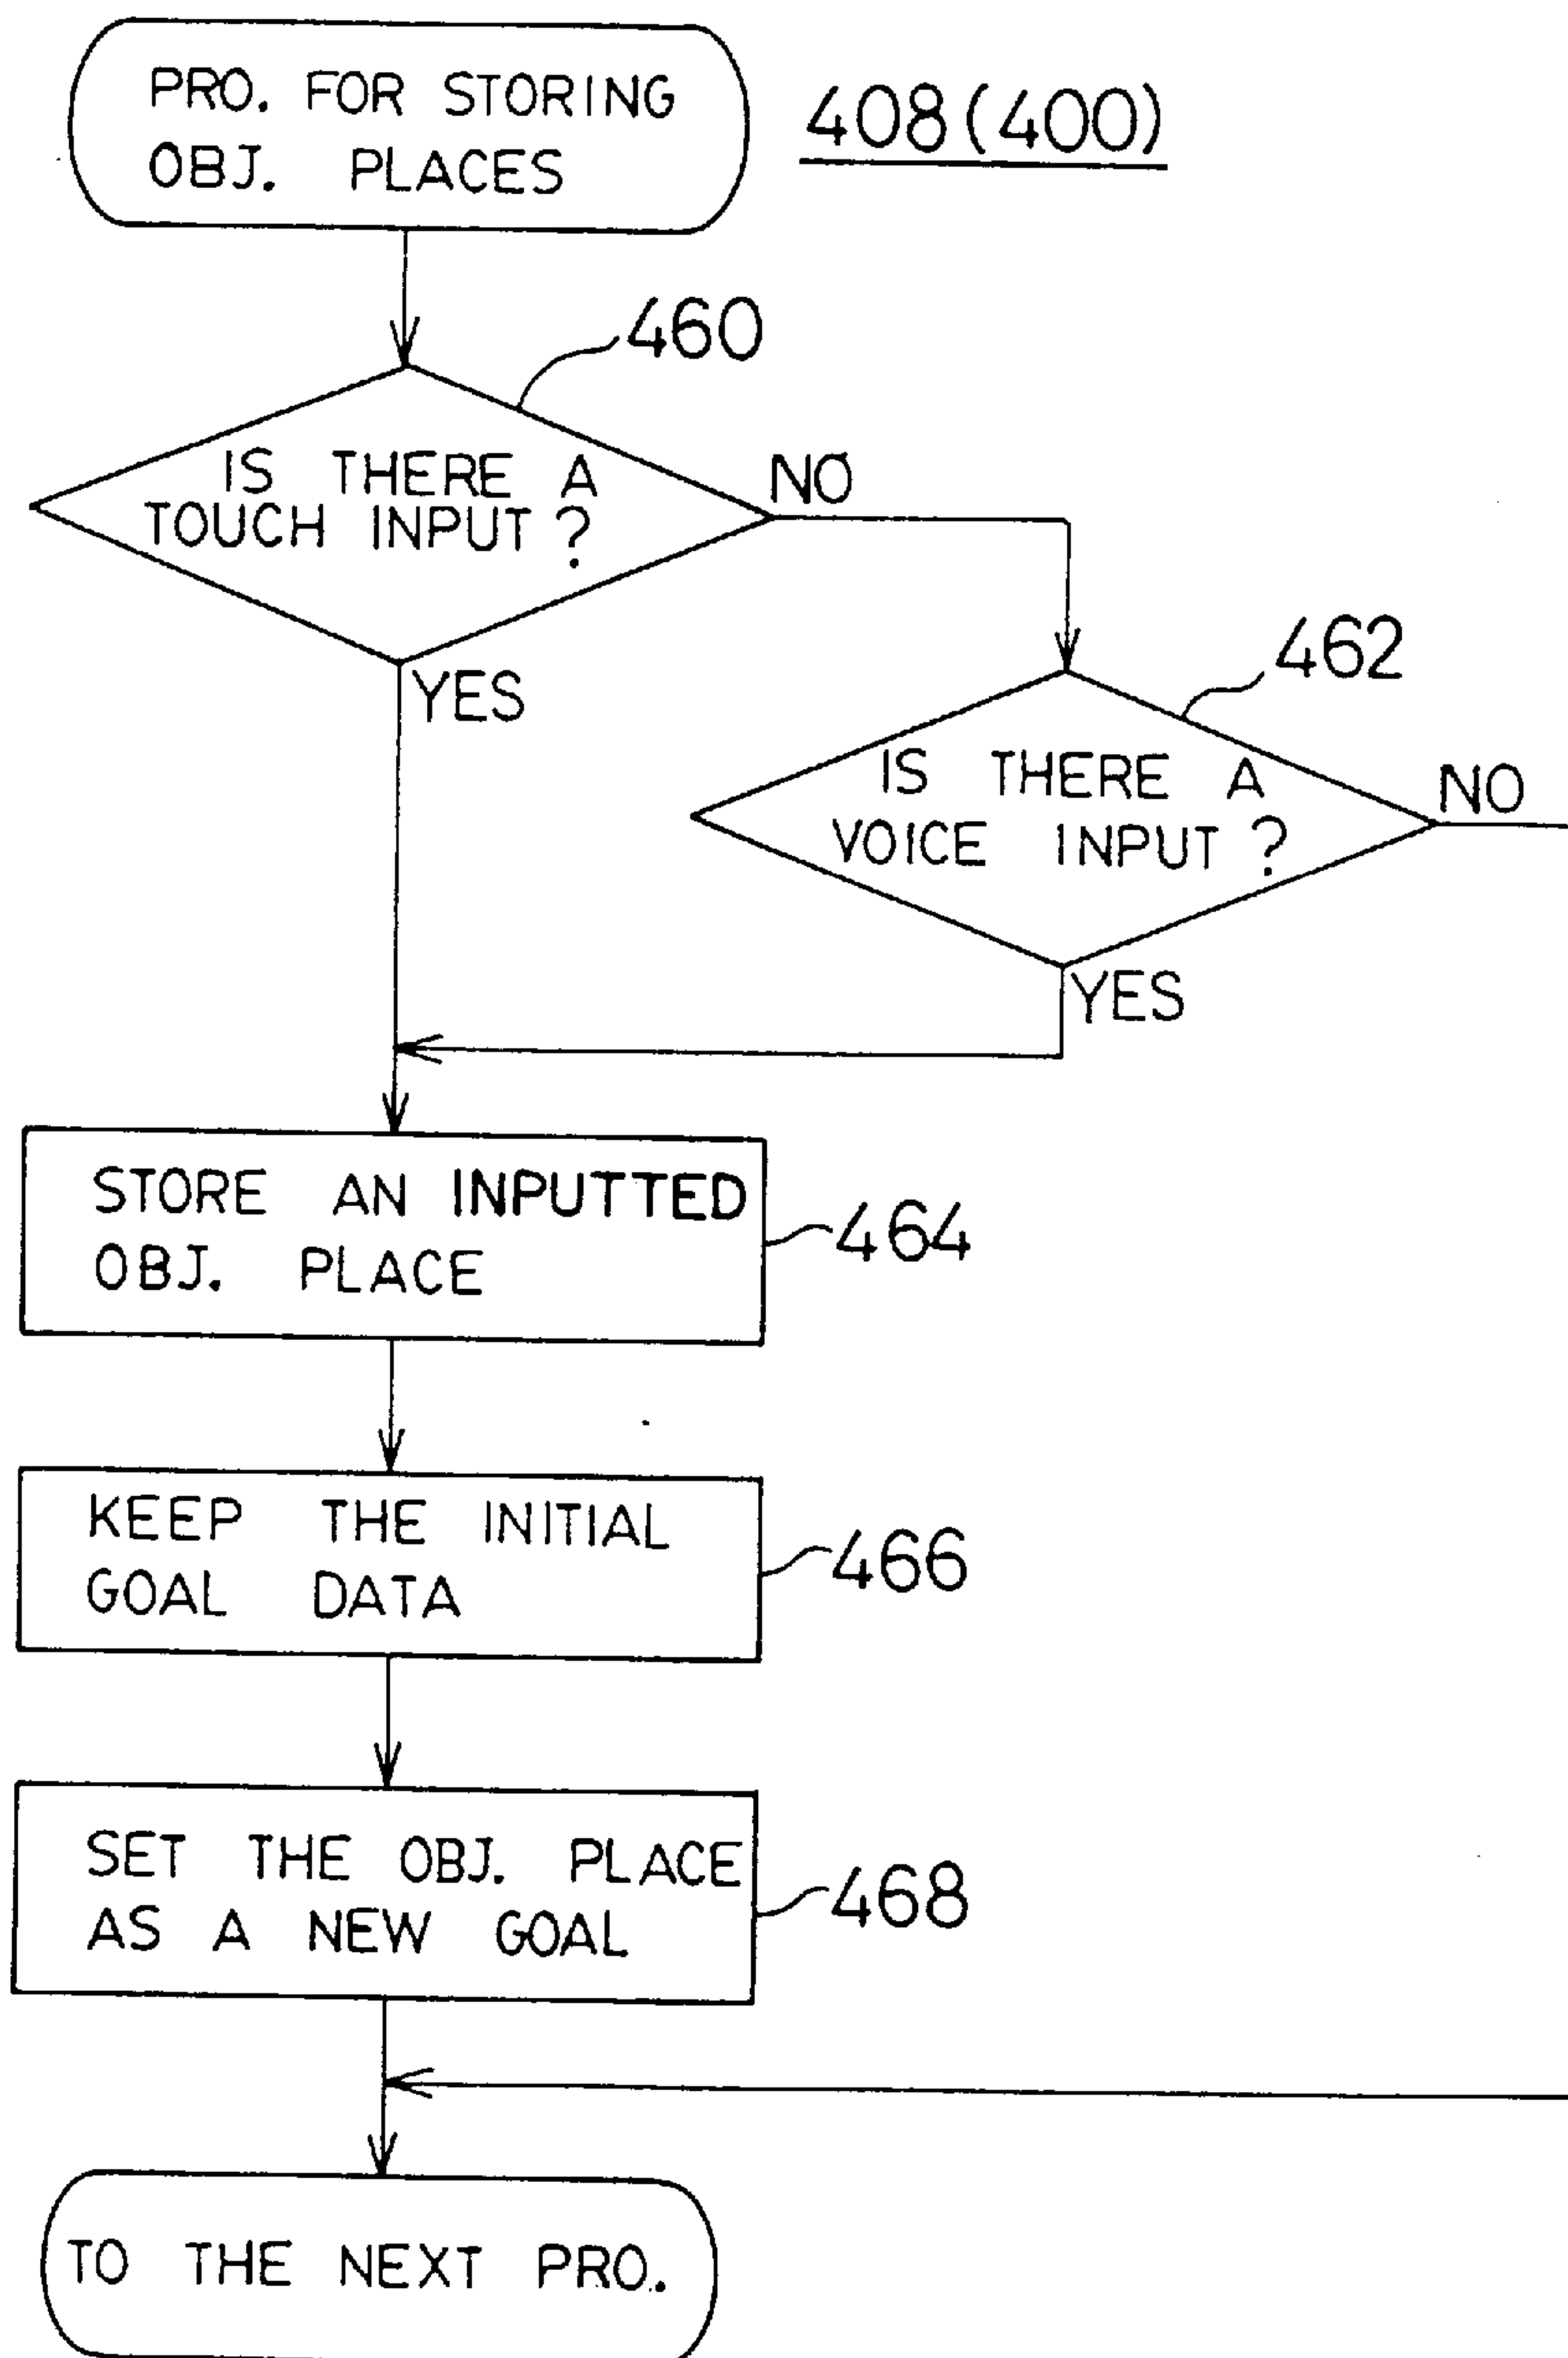 PRO. FOR STORING
OBJ. PLACES
408(400)
460
IS THERE A
TOUCH INPUT?
NO
YES
462
IS THERE A
VOICE INPUT?
NO
YES
STORE AN INPUTTED
OBJ. PLACE
464
KEEP THE INITIAL
GOAL DATA
466
SET THE OBJ. PLACE
AS A NEW GOAL
468
TO THE NEXT PRO.